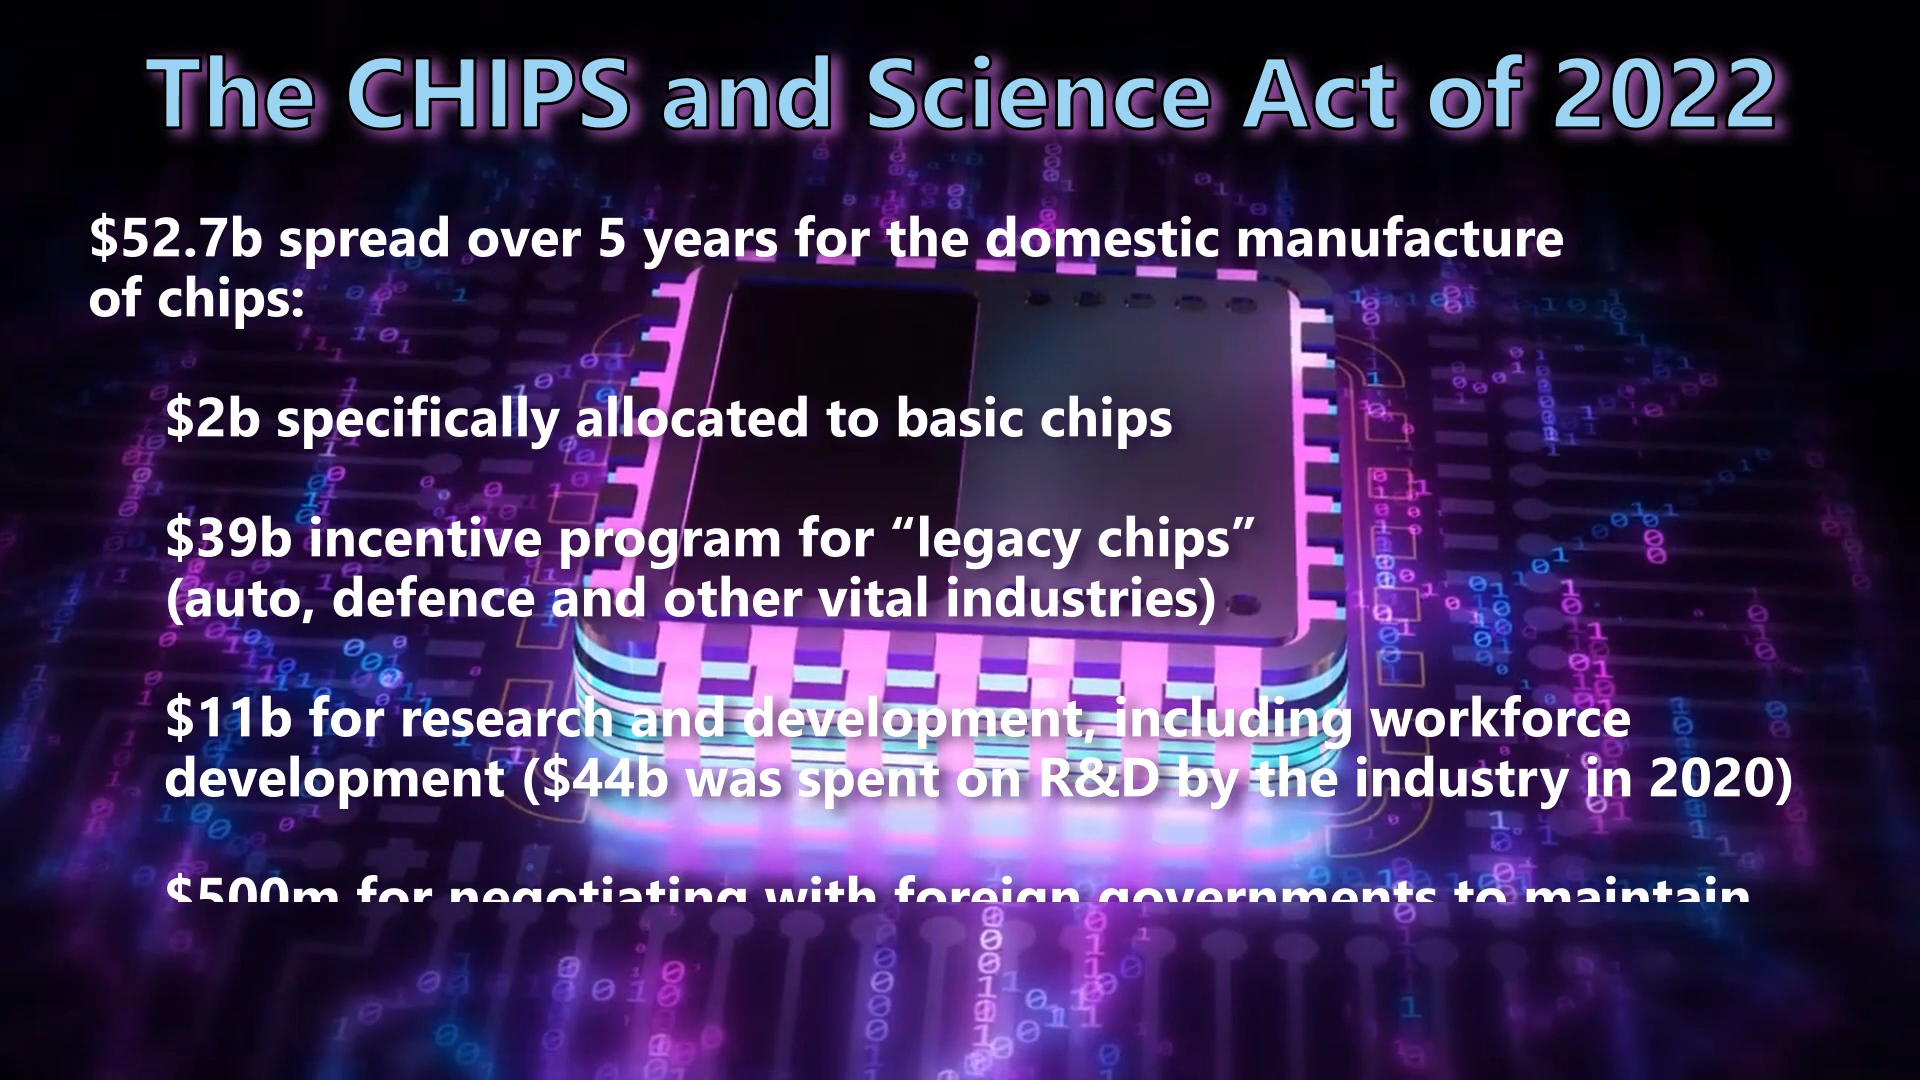 The CHIPS and Science Act of 2022
$52.7b spread over 5 years for the domestic manufacture
of chips:
$2b specifically allocated to basic chips
$39b incentive program for “legacy chips”
(auto, defence and other vital industries)
$11b for research and development, including workforce
development ($44b was spent on R&D by the industry in 2020)
$500m for negotiating with foreign governments to maintain